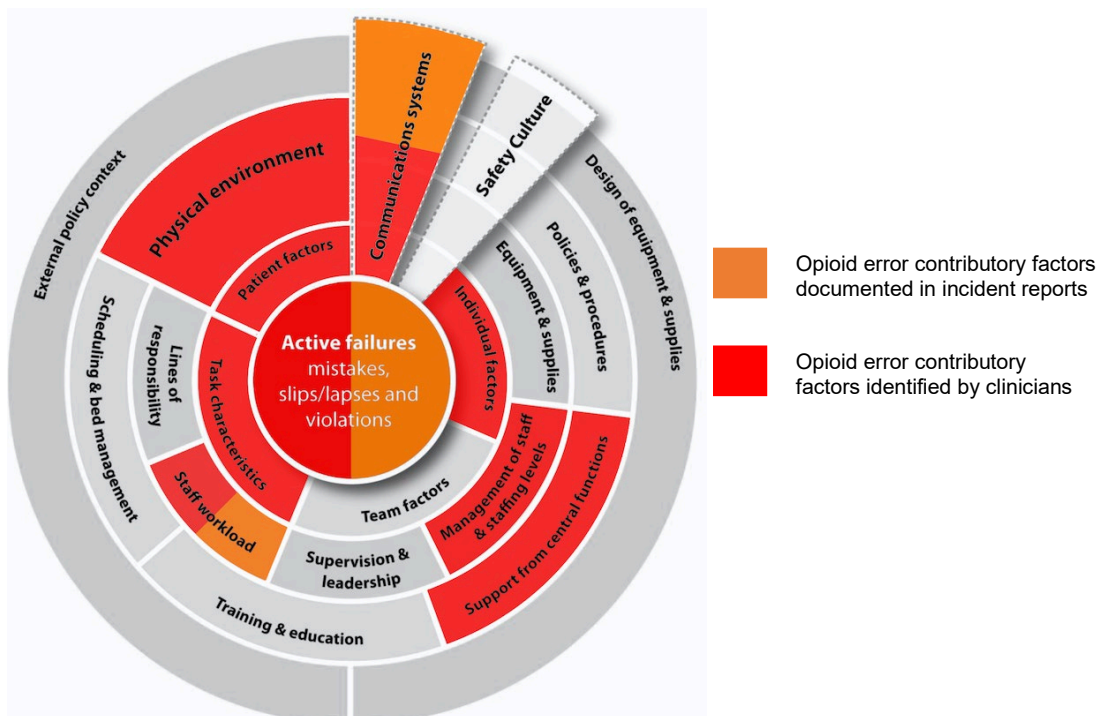 External policy context
Physical environment
Patient factors
Communications systems
Safety Culture
Design of equipment & supplies
Policies & procedures
Equipment & supplies
Individual factors
Scheduling & bed management
Lines of
responsibility
Task characteristics
Staff workload
Active failures
mistakes,
slips/lapses and
violations
Team factors
Management of staff
& staffing levels
Support from central functions
Supervision &
leadership
Training & education
Opioid error contributory factors
documented in incident reports
Opioid error contributory
factors identified by clinicians